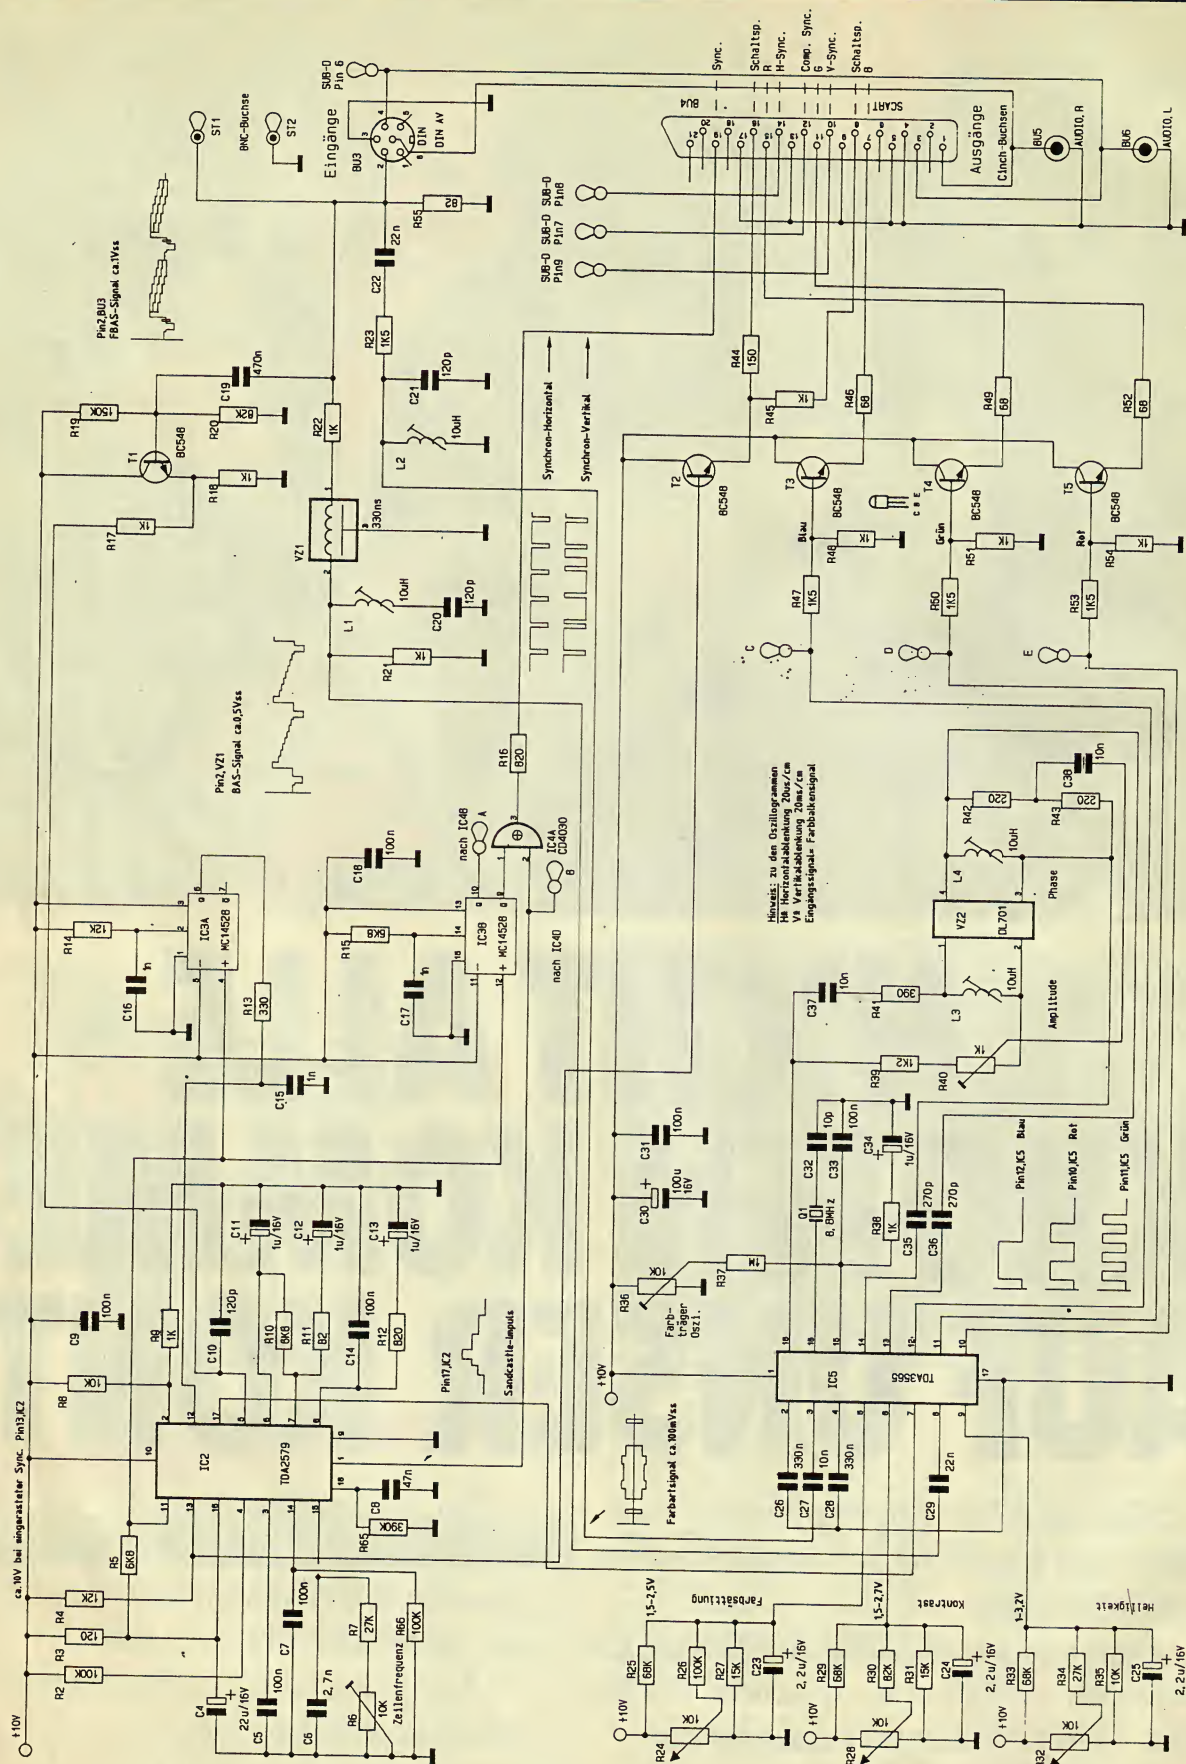 SUB-D
Pin 6
ST1
BNC-Buchse
ST2
Eingänge
BU3
DIN
DIN AV
Sync.
Schaltsp.
R
H-Sync.
Comp. Sync.
G
V-Sync.
Schaltsp.
B
BU4
SCART
Ausgänge
Cinch-Buchsen
BU5
AUDIO, R
BU6
AUDIO, L
SUB-D
Pin8
SUB-D
Pin7
SUB-D
Pin9
Pin2,BU3
FBAS-Signal ca.1Vss
R55
82
C22
22n
R23
1K5
C21
120p
L2
10uH
R19
150K
C19
470n
R20
82K
T1
BC548
R18
1K
R17
1K
R22
1K
VZ1
330ns
L1
10uH
C20
120p
R21
1K
Pin2,VZ1
BAS-Signal ca.0,5Vss
Synchron-Horizontal
Synchron-Vertikal
R44
150
R45
1K
R46
68
R49
68
R52
68
T2
BC548
T3
BC548
T4
BC548
T5
BC548
C B E
Blau
R48
1K
R47
1K5
Grün
R51
1K
R50
1K5
Rot
R54
1K
R53
1K5
C
D
E
R14
12K
C16
1n
IC3A
MC14528
R13
330
C15
1n
C18
100n
R15
5K8
C17
1n
IC3B
MC14528
nach IC4B
A
IC4A
CD4030
B
nach IC4D
R16
820
Hinweis: zu den Oszillogrammen
H= Horizontalablenkung 20us/cm
V= Vertikalablenkung 20ms/cm
Eingangssignal= Farbbalkensignal
ca.10V bei eingerasteter Sync. Pin13,IC2
+10V
C9
100n
R8
10K
R9
1K
C10
120p
C11
1u/16V
R10
6K8
R11
82
C12
1u/16V
C14
100n
R12
820
C13
1u/16V
Pin17,IC2
Sandcastle-Impuls
IC2
TDA2579
R65
390K
C8
47n
R5
6K8
R4
12K
R3
120
R2
100K
C4
22u/16V
C5
100n
C6
2,7n
C7
100n
R6
10K
Zeilenfrequenz
R7
27K
R66
100K
C30
100u
16V
C31
100n
R36
10K
Farb-
träger
Oszi.
R37
1M
+10V
IC5
TDA3565
Q1
8,8MHz
C32
10p
C33
100n
C34
1u/16V
R38
1K
C35
270p
C36
270p
R39
1K2
R40
1K
Amplitude
C37
10n
R41
390
L3
10uH
VZ2
DL701
L4
10uH
Phase
R42
220
R43
220
C38
10n
Pin12,IC5 Blau
Pin10,IC5 Rot
Pin11,IC5 Grün
Farbartsignal ca.100mVss
C26
330n
C27
10n
C28
330n
C29
22n
1,5-2,5V
Farbsättigung
+10V
R24
10K
R25
68K
R26
100K
R27
15K
C23
2,2u/16V
1,5-2,7V
Kontrast
+10V
R28
10K
R29
68K
R30
82K
R31
15K
C24
2,2u/16V
1-3,2V
Helligkeit
+10V
R32
10K
R33
68K
R34
27K
R35
10K
C25
2,2u/16V